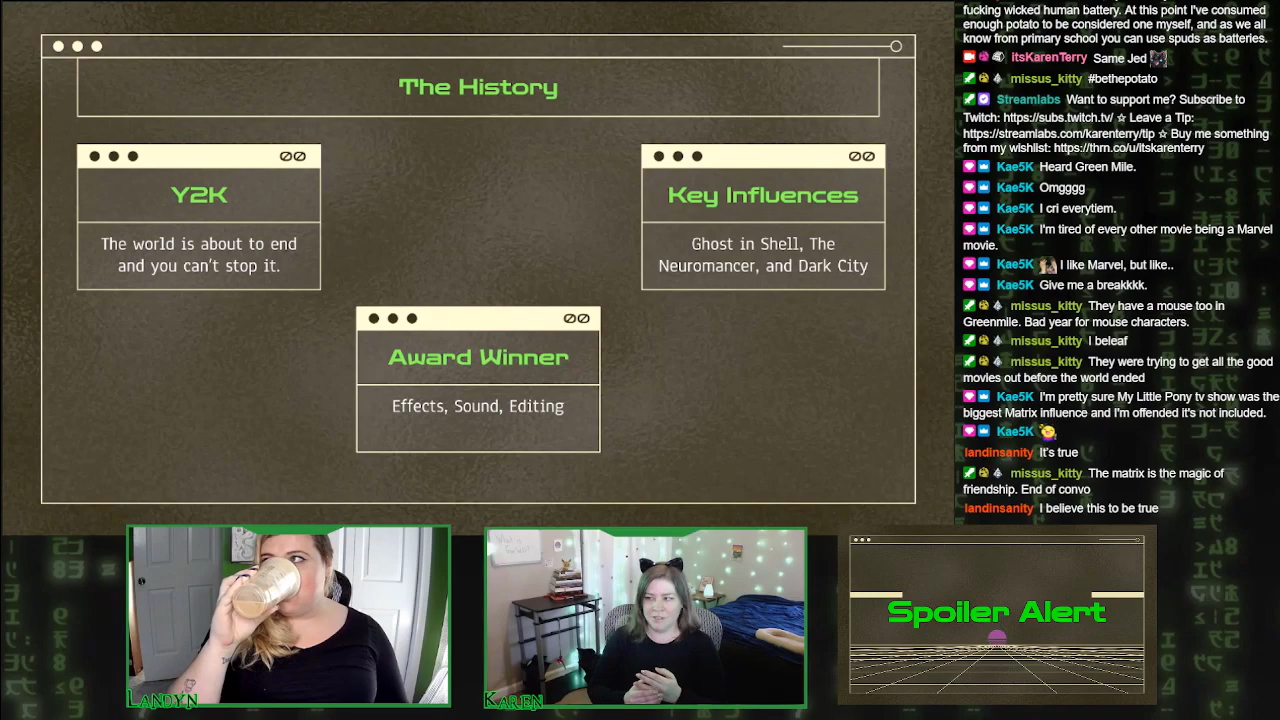 The History
Y2K
The world is about to end
and you can't stop it.
Key Influences
Ghost in Shell, The
Neuromancer, and Dark City
Award Winner
Effects, Sound, Editing
fucking wicked human battery. At this point I've consumed
enough potato to be considered one myself, and as we all
know from primary school you can use spuds as batteries.
itsKarenTerry Same Jed
missus_kitty #bethepotato
Streamlabs Want to support me? Subscribe to
Twitch: https://subs.twitch.tv/ ☆ Leave a Tip:
https://streamlabs.com/karenterry/tip ☆ Buy me something
from my wishlist: https://thrn.co/u/itskarenterry
Kae5K Heard Green Mile.
Kae5K Omgggg
Kae5K I cri everytiem.
Kae5K I'm tired of every other movie being a Marvel
movie.
Kae5K I like Marvel, but like..
Kae5K Give me a breakkkk.
missus_kitty They have a mouse too in
Greenmile. Bad year for mouse characters.
missus_kitty I beleaf
missus_kitty They were trying to get all the good
movies out before the world ended
Kae5K I'm pretty sure My Little Pony tv show was the
biggest Matrix influence and I'm offended it's not included.
Kae5K
landinsanity It's true
missus_kitty The matrix is the magic of
friendship. End of convo
landinsanity I believe this to be true
Landyn
Karen
Spoiler Alert